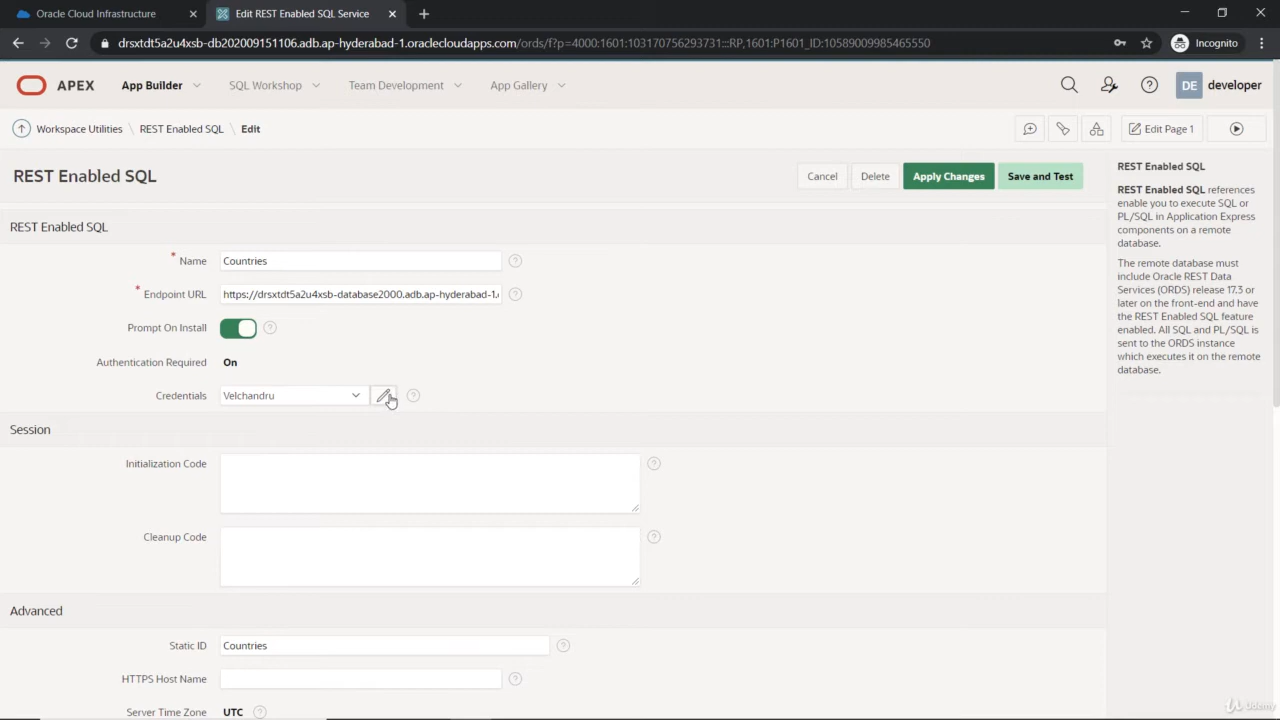 Oracle Cloud Infrastructure
Edit REST Enabled SQL Service
drsxtdt5a2u4xsb-db202009151106.adb.ap-hyderabad-1.oraclecloudapps.com/ords/f?p=4000:1601:103170756293731:::RP,1601:P1601_ID:10589009985465550
Incognito
APEX
App Builder
SQL Workshop
Team Development
App Gallery
DE
developer
Workspace Utilities \ REST Enabled SQL \ Edit
Edit Page 1
REST Enabled SQL
Cancel
Delete
Apply Changes
Save and Test
REST Enabled SQL
* Name
Countries
* Endpoint URL
https://drsxtdt5a2u4xsb-database2000.adb.ap-hyderabad-1.
Prompt On Install
Authentication Required
On
Credentials
Velchandru
Session
Initialization Code
Cleanup Code
Advanced
Static ID
Countries
HTTPS Host Name
Server Time Zone
UTC
REST Enabled SQL
REST Enabled SQL references
enable you to execute SQL or
PL/SQL in Application Express
components on a remote
database.
The remote database must
include Oracle REST Data
Services (ORDS) release 17.3 or
later on the front-end and have
the REST Enabled SQL feature
enabled. All SQL and PL/SQL is
sent to the ORDS instance
which executes it on the remote
database.
Udemy